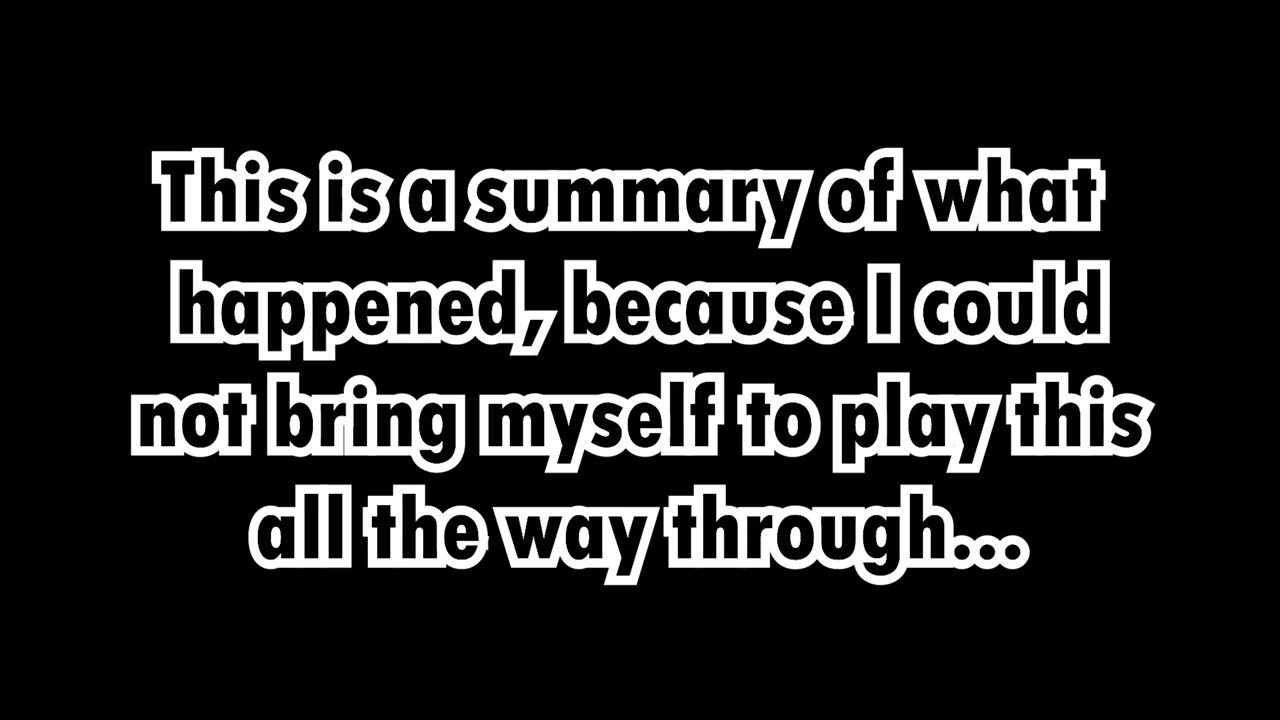 This is a summary of what
happened, because I could
not bring myself to play this
all the way through...